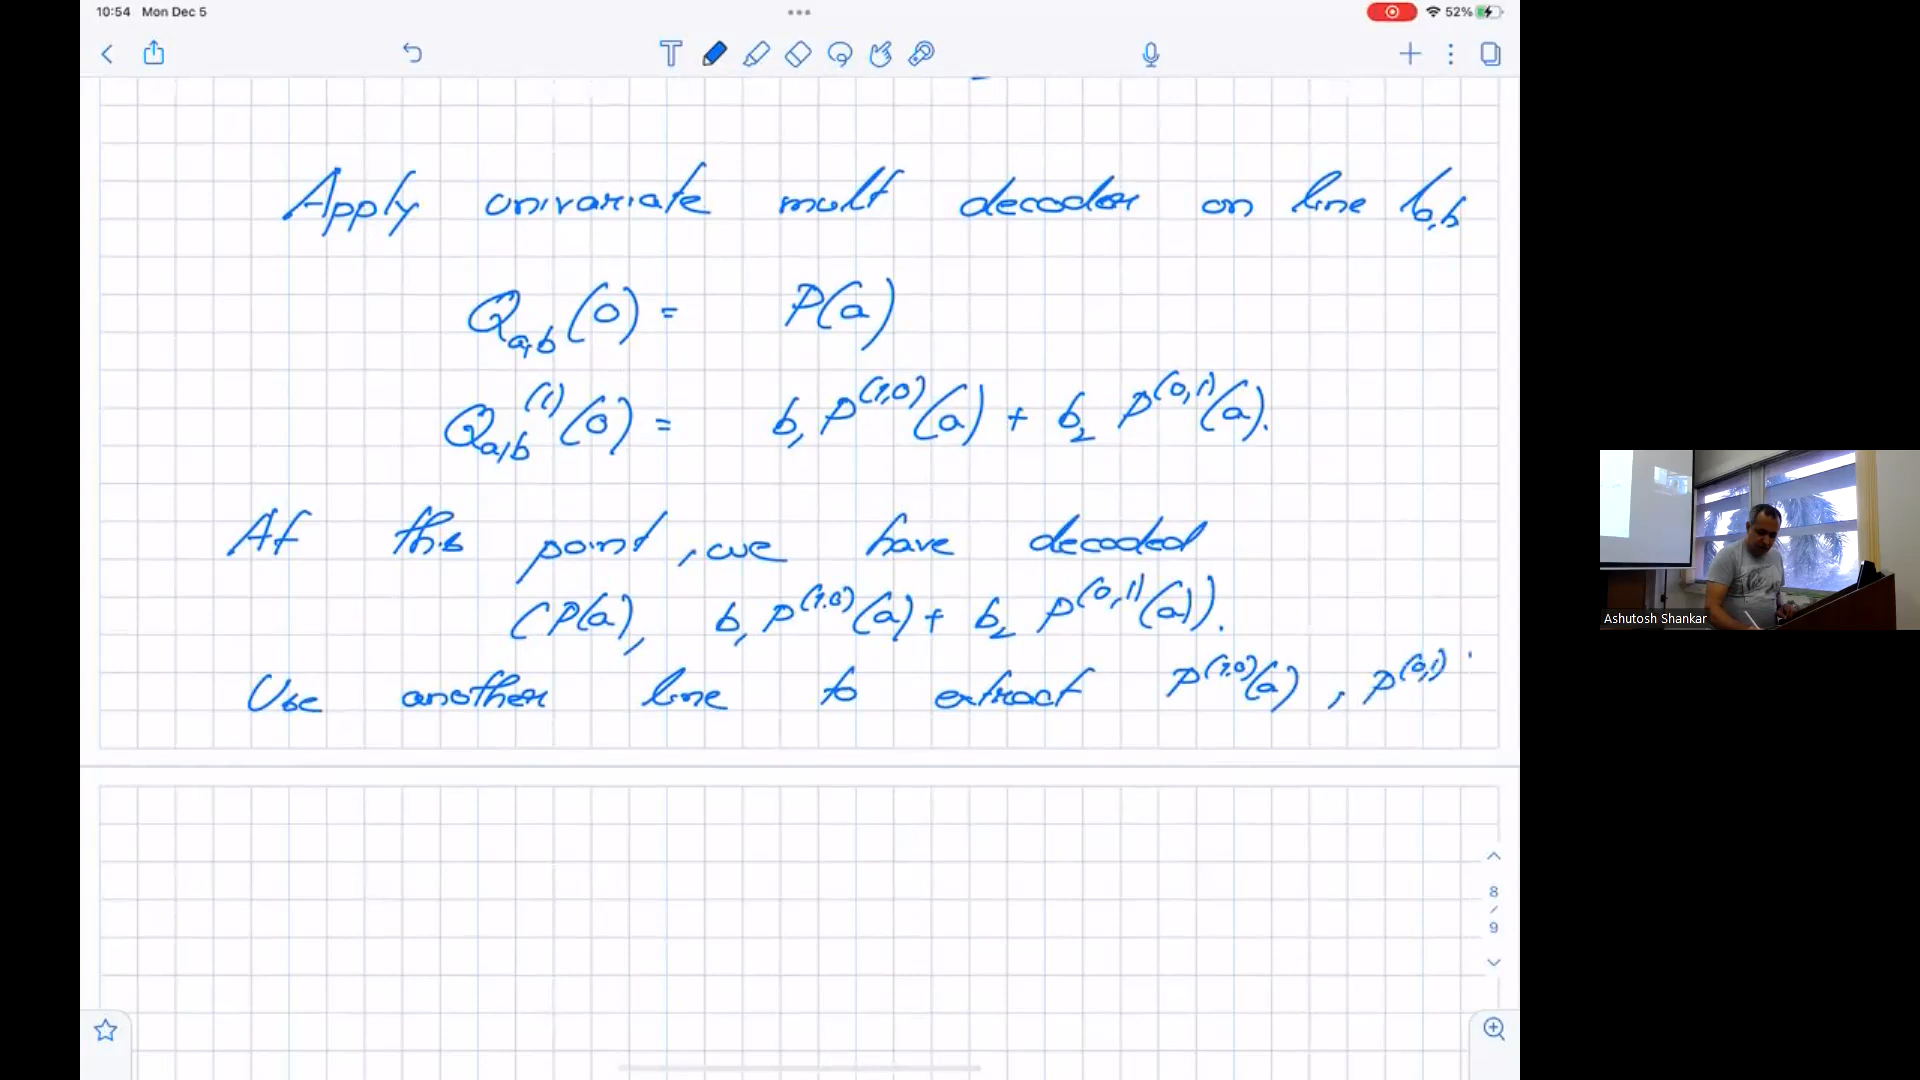 10:54 Mon Dec 5
52%
Apply univariate mult decoder on line l_{a,b}
Q_{a,b}(0) = P(a)
Q_{a,b}^{(1)}(0) = b_1 P^{(1,0)}(a) + b_2 P^{(0,1)}(a).
At this point, we have decoded
(P(a), b_1 P^{(1,0)}(a) + b_2 P^{(0,1)}(a)).
Use another line to extract P^{(1,0)}(a), P^{(0,1)}
8
/
9
Ashutosh Shankar